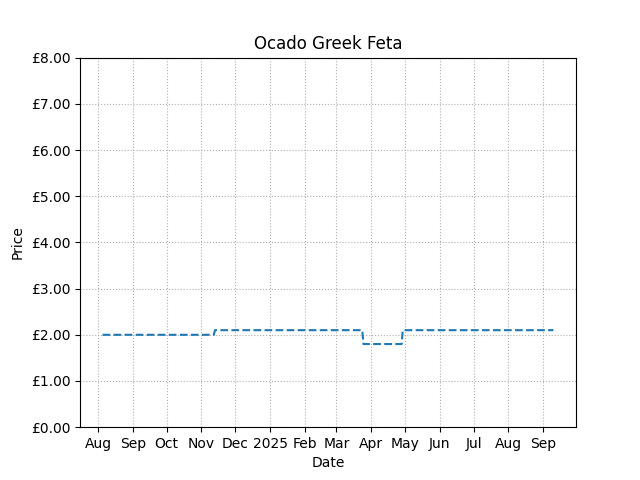 Ocado Greek Feta
£8.00
£7.00
£6.00
£5.00
£4.00
£3.00
£2.00
£1.00
£0.00
Price
Aug Sep Oct Nov Dec 2025 Feb Mar Apr May Jun Jul Aug Sep
Date